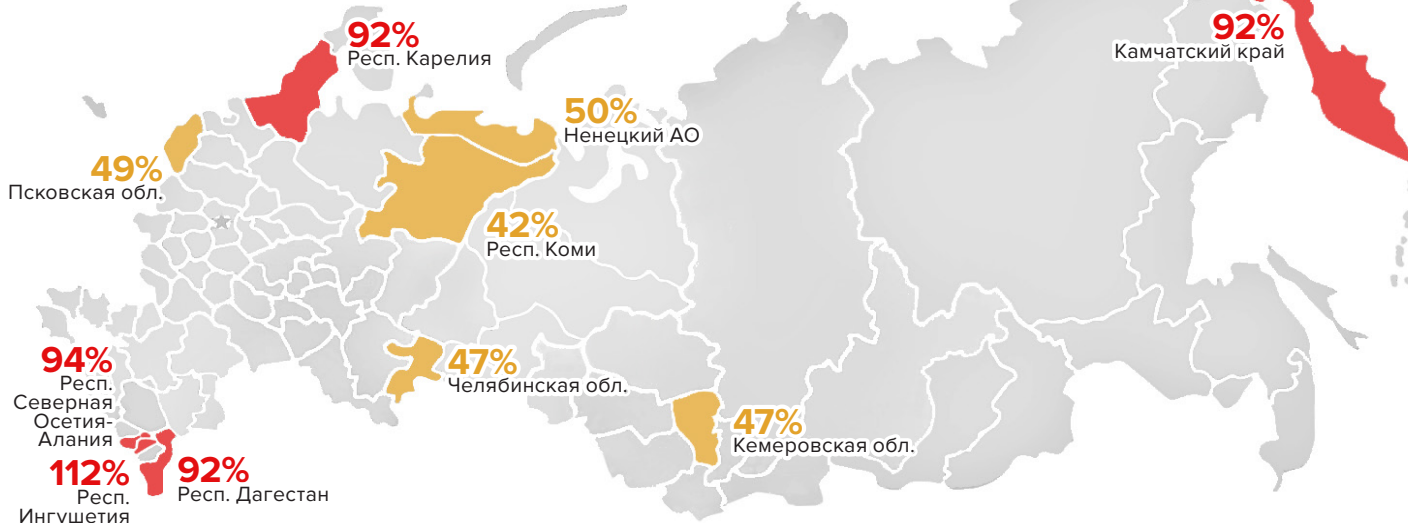 92%
Респ. Карелия
92%
Камчатский край
50%
Ненецкий АО
49%
Псковская обл.
42%
Респ. Коми
94%
Респ.
Северная
Осетия-
Алания
47%
Челябинская обл.
47%
Кемеровская обл.
112%
Респ.
Ингушетия
92%
Респ. Дагестан